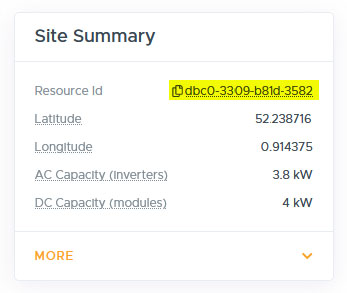 Site Summary
Resource Id dbc0-3309-b81d-3582
Latitude 52.238716
Longitude 0.914375
AC Capacity (inverters) 3.8 kW
DC Capacity (modules) 4 kW
MORE